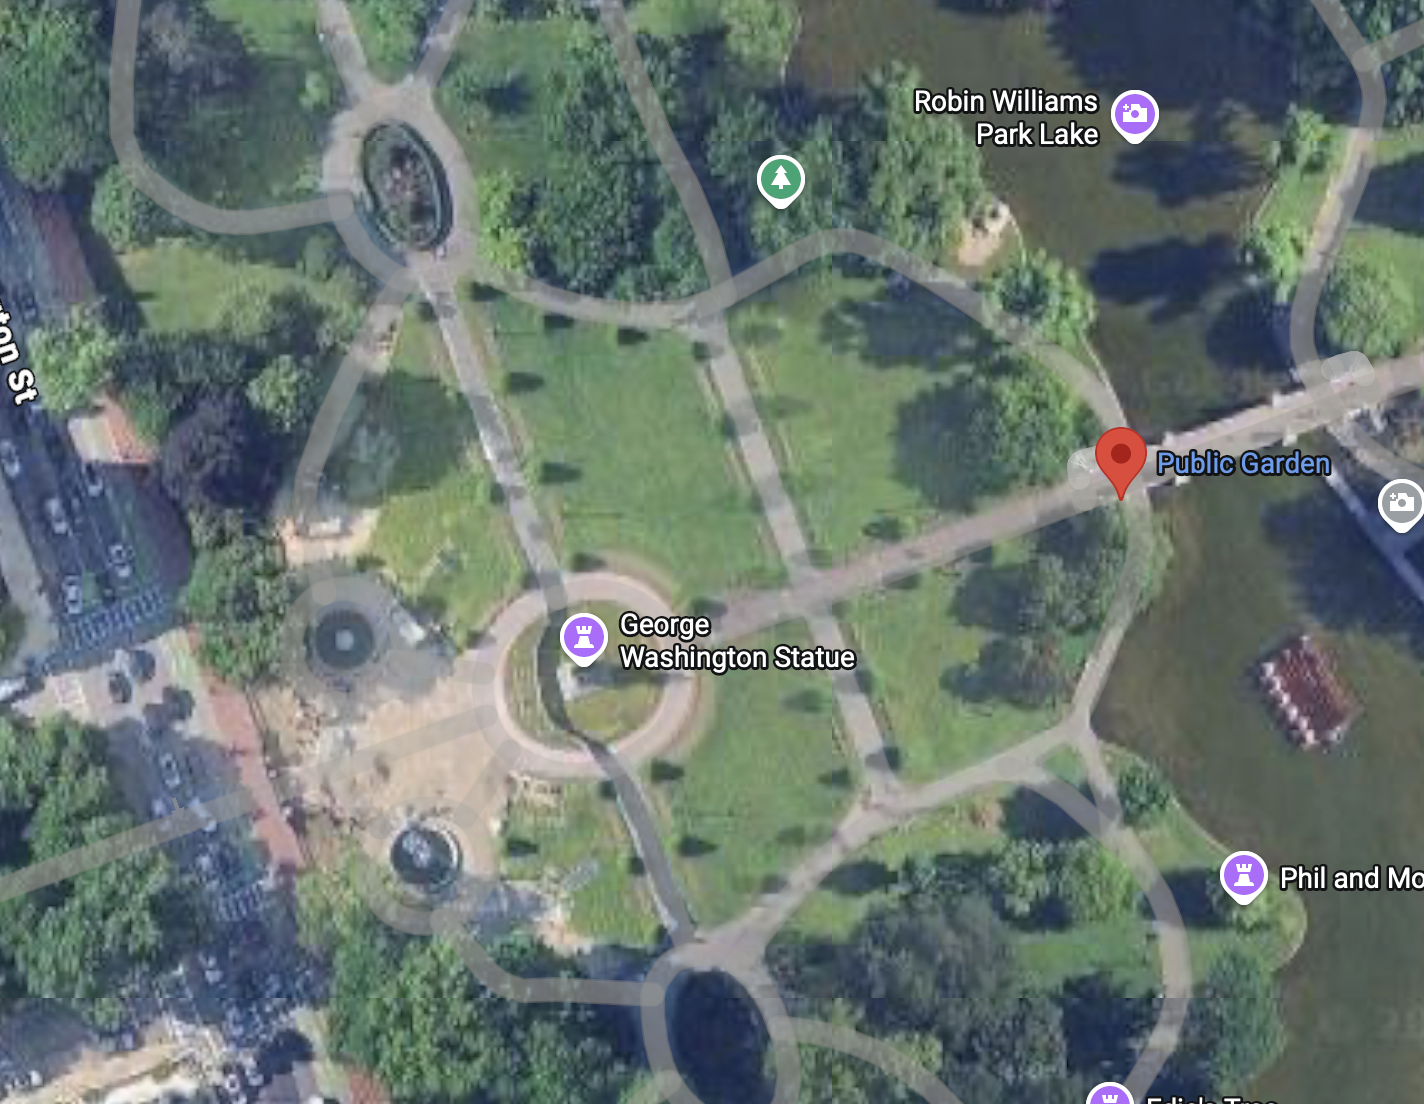 Robin Williams
Park Lake
Public Garden
George
Washington Statue
Phil and Mo